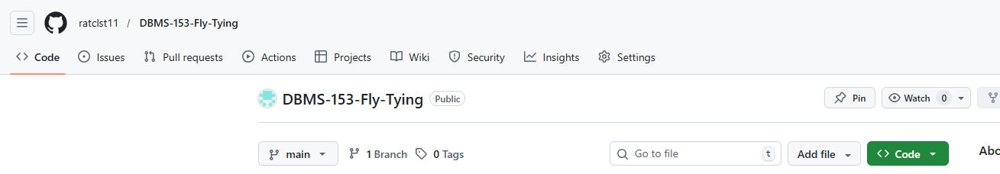 ratclst11 / DBMS-153-Fly-Tying
Code Issues Pull requests Actions Projects Wiki Security Insights Settings
DBMS-153-Fly-Tying Public Pin Watch 0
main 1 Branch 0 Tags Go to file t Add file Code Abo